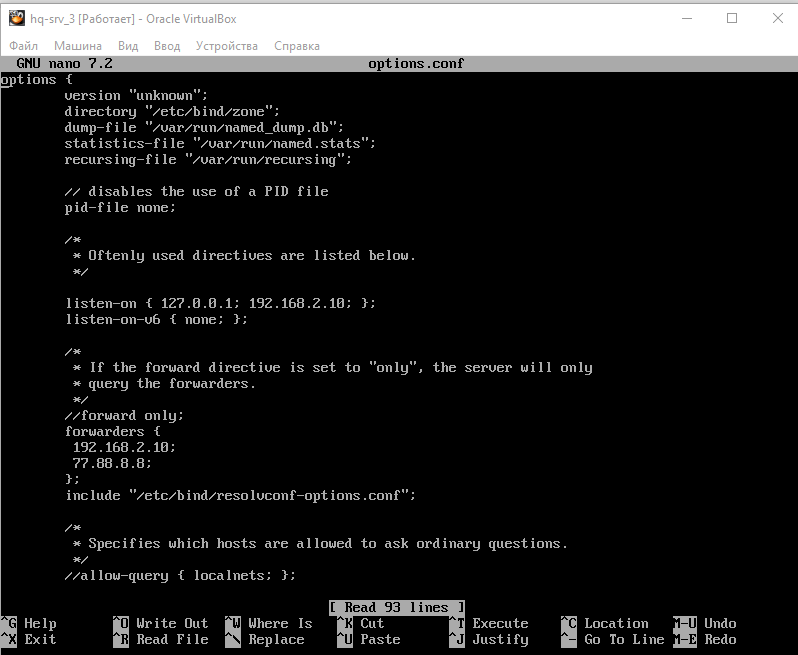 hq-srv_3 [Работает] - Oracle VirtualBox
Файл Машина Вид Ввод Устройства Справка
GNU nano 7.2 options.conf
options {
version "unknown";
directory "/etc/bind/zone";
dump-file "/var/run/named_dump.db";
statistics-file "/var/run/named.stats";
recursing-file "/var/run/recursing";
// disables the use of a PID file
pid-file none;
/*
* Oftenly used directives are listed below.
*/
listen-on { 127.0.0.1; 192.168.2.10; };
listen-on-v6 { none; };
/*
* If the forward directive is set to "only", the server will only
* query the forwarders.
*/
//forward only;
forwarders {
192.168.2.10;
77.88.8.8;
};
include "/etc/bind/resolvconf-options.conf";
/*
* Specifies which hosts are allowed to ask ordinary questions.
*/
//allow-query { localnets; };
[ Read 93 lines ]
^G Help ^O Write Out ^W Where Is ^K Cut ^T Execute ^C Location M-U Undo
^X Exit ^R Read File ^\ Replace ^U Paste ^J Justify ^- Go To Line M-E Redo